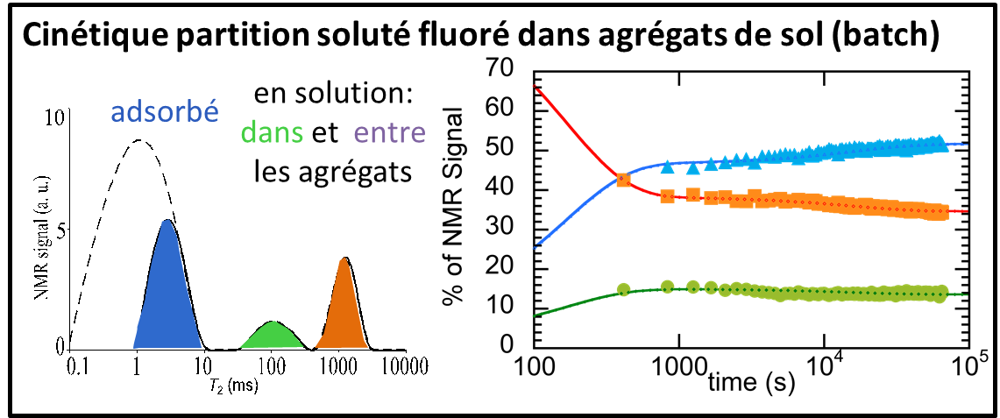 Cinétique partition soluté fluoré dans agrégats de sol (batch)
adsorbé
en solution:
dans et entre
les agrégats
NMR signal (a. u.)
10
5
0
0.1 1 10 100 1000 10000
T2 (ms)
% of NMR Signal
70
60
50
40
30
20
10
0
100 1000 10⁴ 10⁵
time (s)